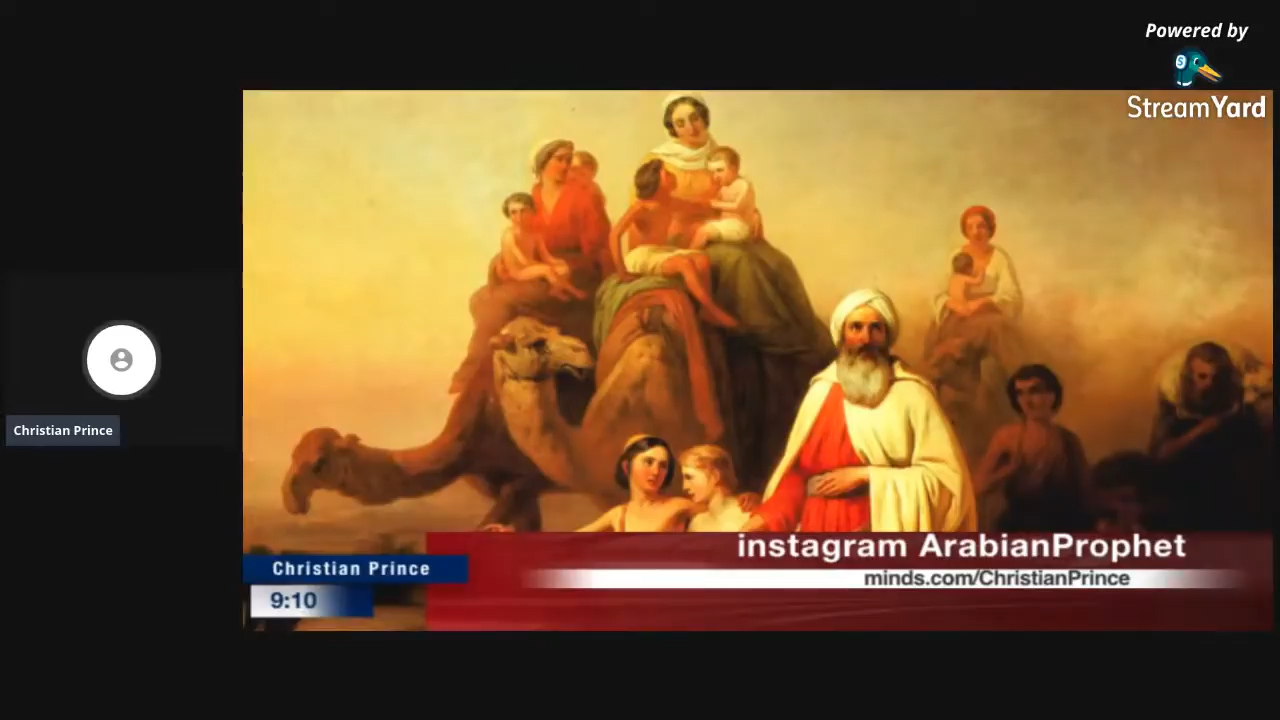 Powered by
StreamYard
Christian Prince
instagram ArabianProphet
Christian Prince
minds.com/ChristianPrince
9:10